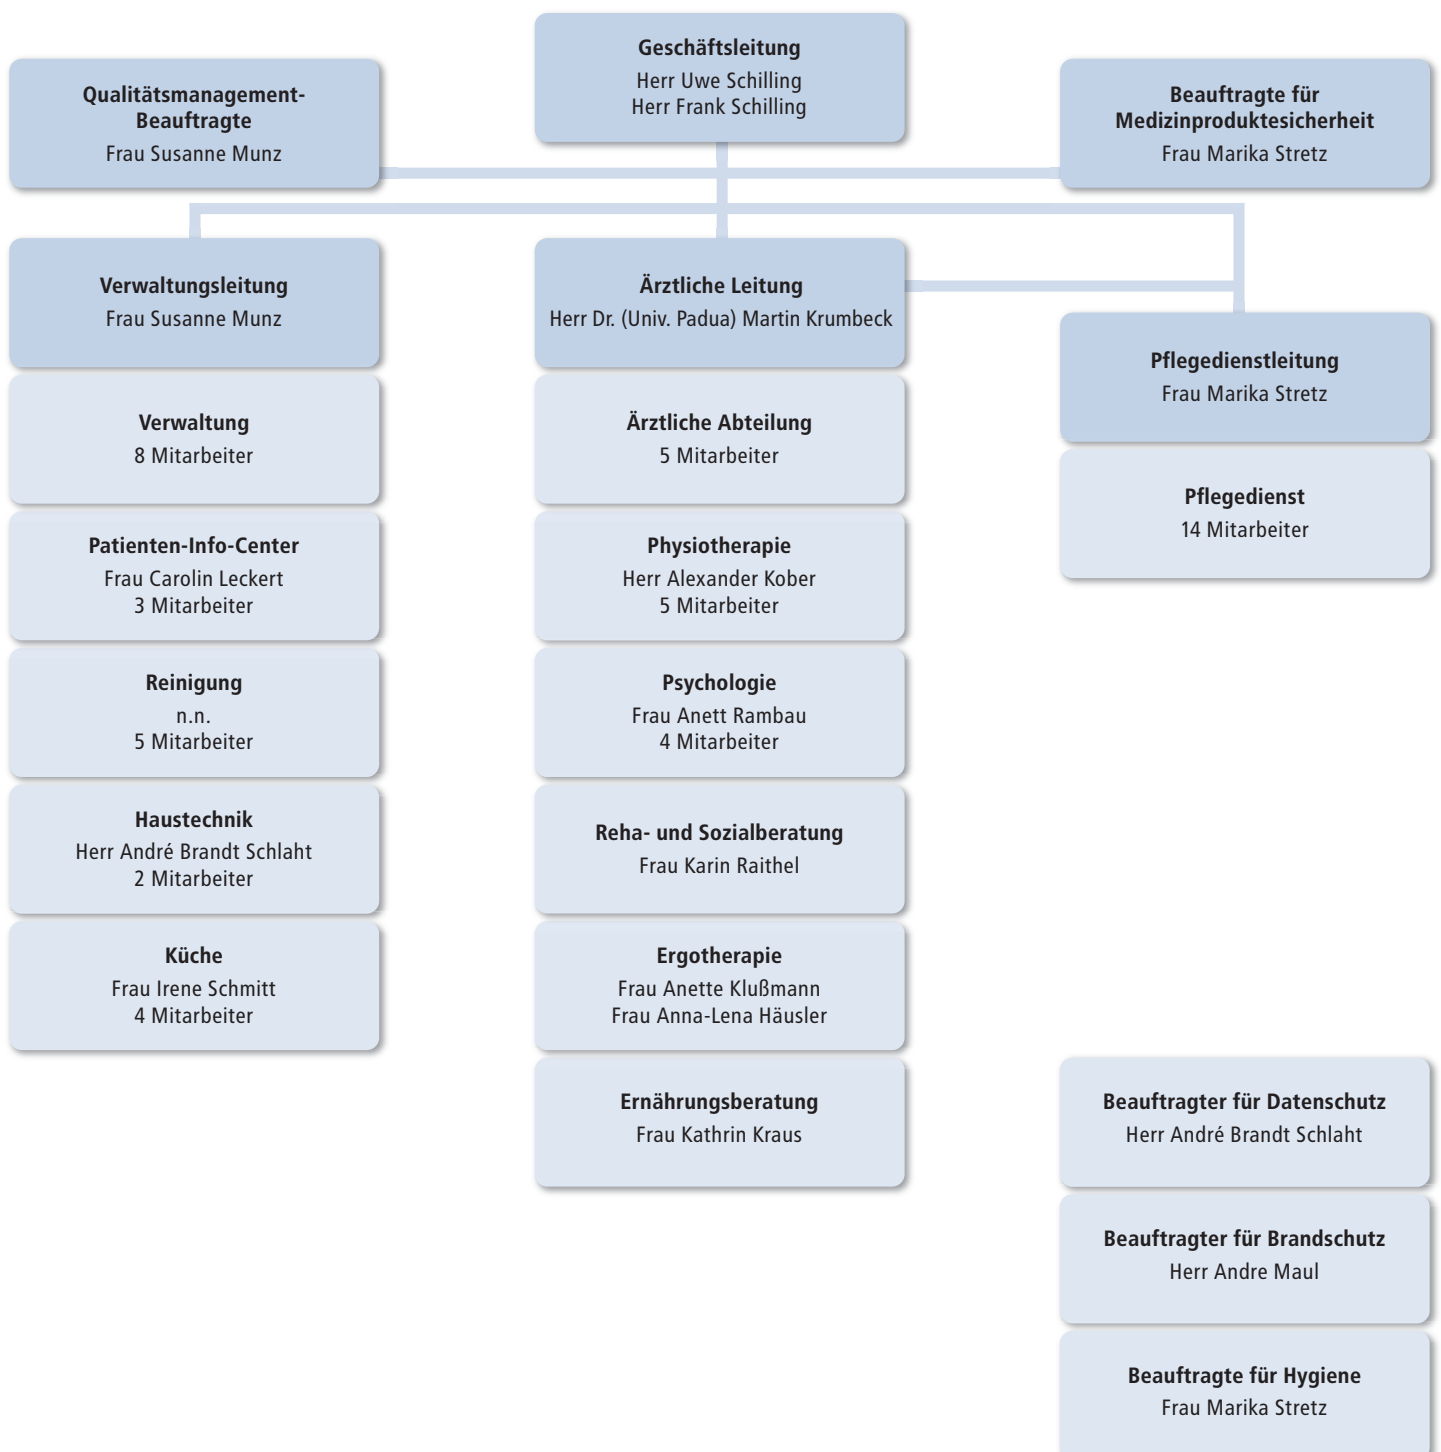 Geschäftsleitung
Herr Uwe Schilling
Herr Frank Schilling
Qualitätsmanagement-
Beauftragte
Frau Susanne Munz
Beauftragte für
Medizinproduktesicherheit
Frau Marika Stretz
Verwaltungsleitung
Frau Susanne Munz
Verwaltung
8 Mitarbeiter
Patienten-Info-Center
Frau Carolin Leckert
3 Mitarbeiter
Reinigung
n.n.
5 Mitarbeiter
Haustechnik
Herr André Brandt Schlaht
2 Mitarbeiter
Küche
Frau Irene Schmitt
4 Mitarbeiter
Ärztliche Leitung
Herr Dr. (Univ. Padua) Martin Krumbeck
Ärztliche Abteilung
5 Mitarbeiter
Physiotherapie
Herr Alexander Kober
5 Mitarbeiter
Psychologie
Frau Anett Rambau
4 Mitarbeiter
Reha- und Sozialberatung
Frau Karin Raithel
Ergotherapie
Frau Anette Klußmann
Frau Anna-Lena Häusler
Ernährungsberatung
Frau Kathrin Kraus
Pflegedienstleitung
Frau Marika Stretz
Pflegedienst
14 Mitarbeiter
Beauftragter für Datenschutz
Herr André Brandt Schlaht
Beauftragter für Brandschutz
Herr Andre Maul
Beauftragte für Hygiene
Frau Marika Stretz